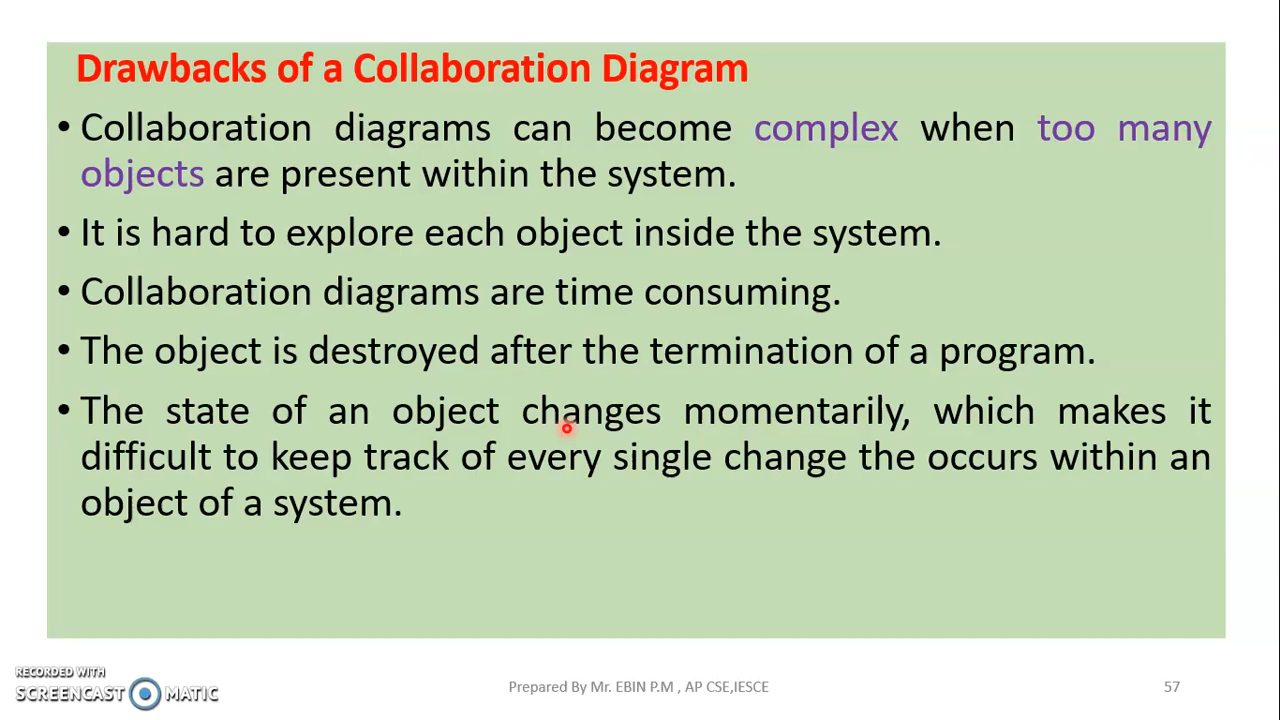 Drawbacks of a Collaboration Diagram
• Collaboration diagrams can become complex when too many
objects are present within the system.
• It is hard to explore each object inside the system.
• Collaboration diagrams are time consuming.
• The object is destroyed after the termination of a program.
• The state of an object changes momentarily, which makes it
difficult to keep track of every single change the occurs within an
object of a system.
RECORDED WITH
SCREENCAST MATIC
Prepared By Mr. EBIN P.M , AP CSE,IESCE
57